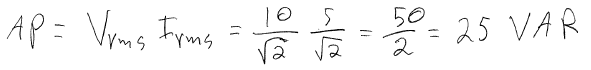 AP = Vrms Irms = 10/√2 5/√2 = 50/2 = 25 VAR